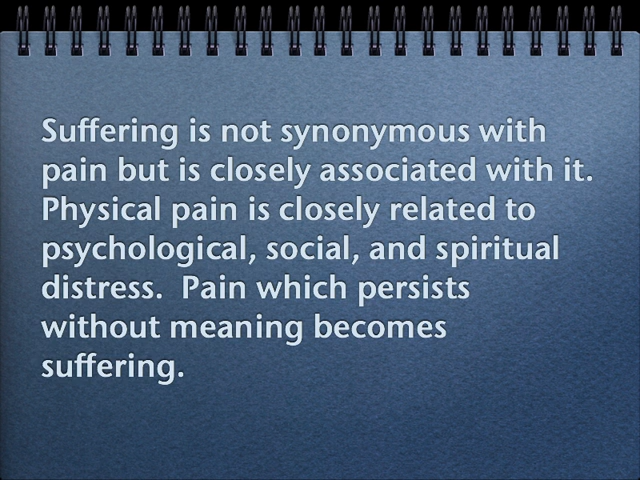 Suffering is not synonymous with
pain but is closely associated with it.
Physical pain is closely related to
psychological, social, and spiritual
distress.  Pain which persists
without meaning becomes
suffering.